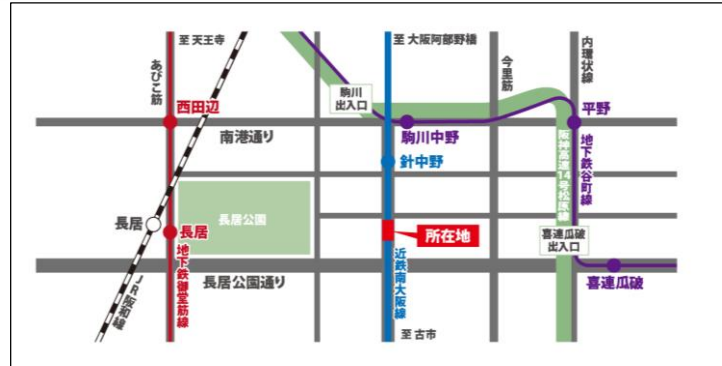 至 天王寺
至 大阪阿部野橋
あびこ筋
今里筋
内環状線
駒川
出入口
西田辺
平野
南港通り
駒川中野
針中野
阪神高速14号松原線
地下鉄谷町線
長居公園
長居
長居
所在地
喜連瓜破
出入口
長居公園通り
喜連瓜破
JR阪和線
地下鉄御堂筋線
近鉄南大阪線
至 古市